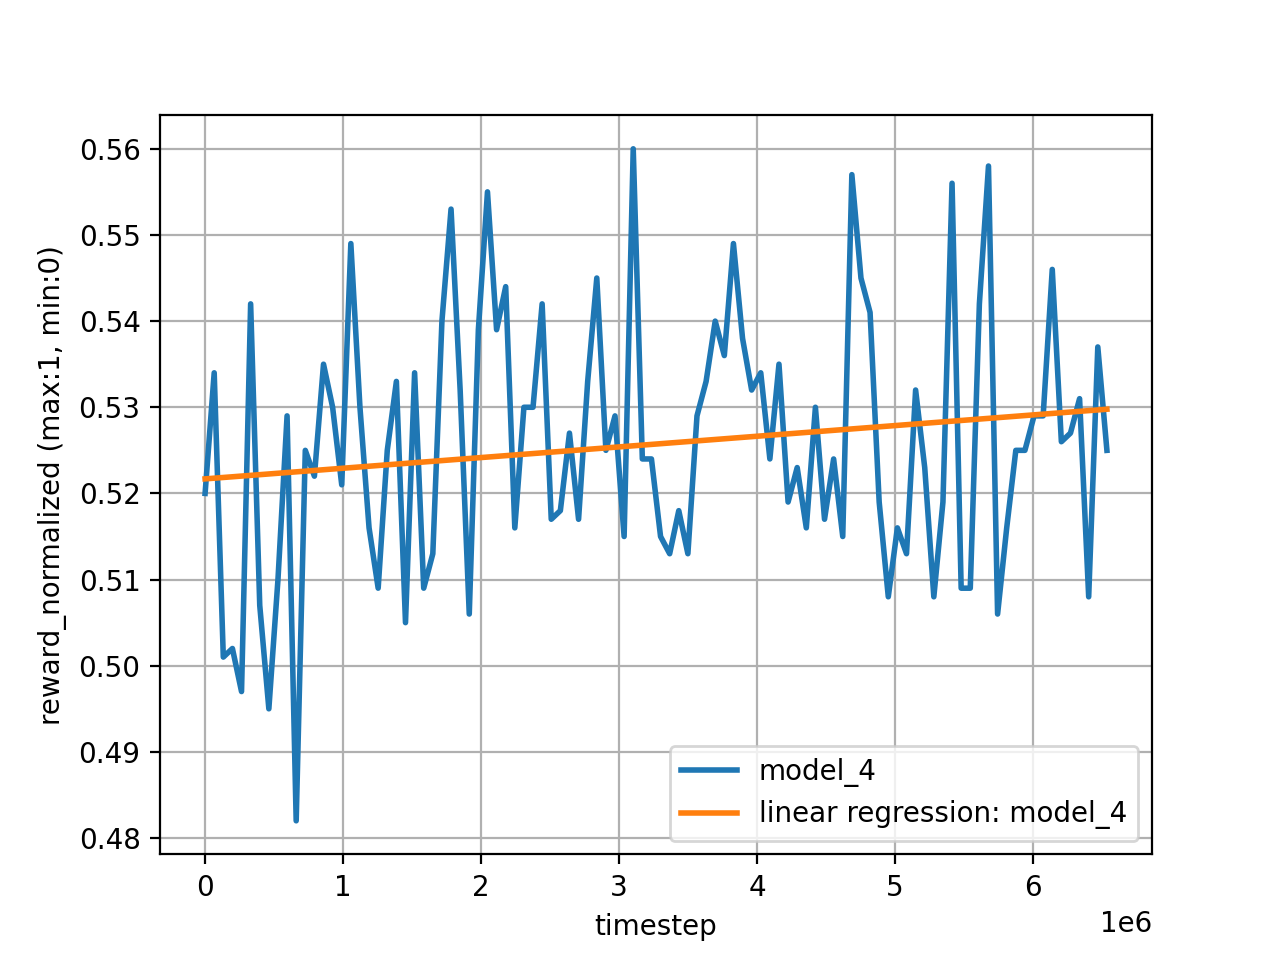 0.56
0.55
0.54
0.53
0.52
0.51
0.50
0.49
0.48
reward_normalized (max:1, min:0)
model_4
linear regression: model_4
0 1 2 3 4 5 6
1e6
timestep